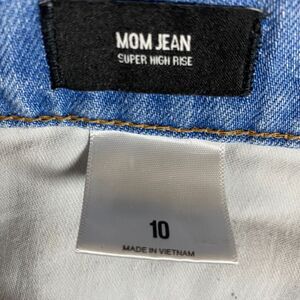 MOM JEAN
SUPER HIGH RISE
10
MADE IN VIETNAM